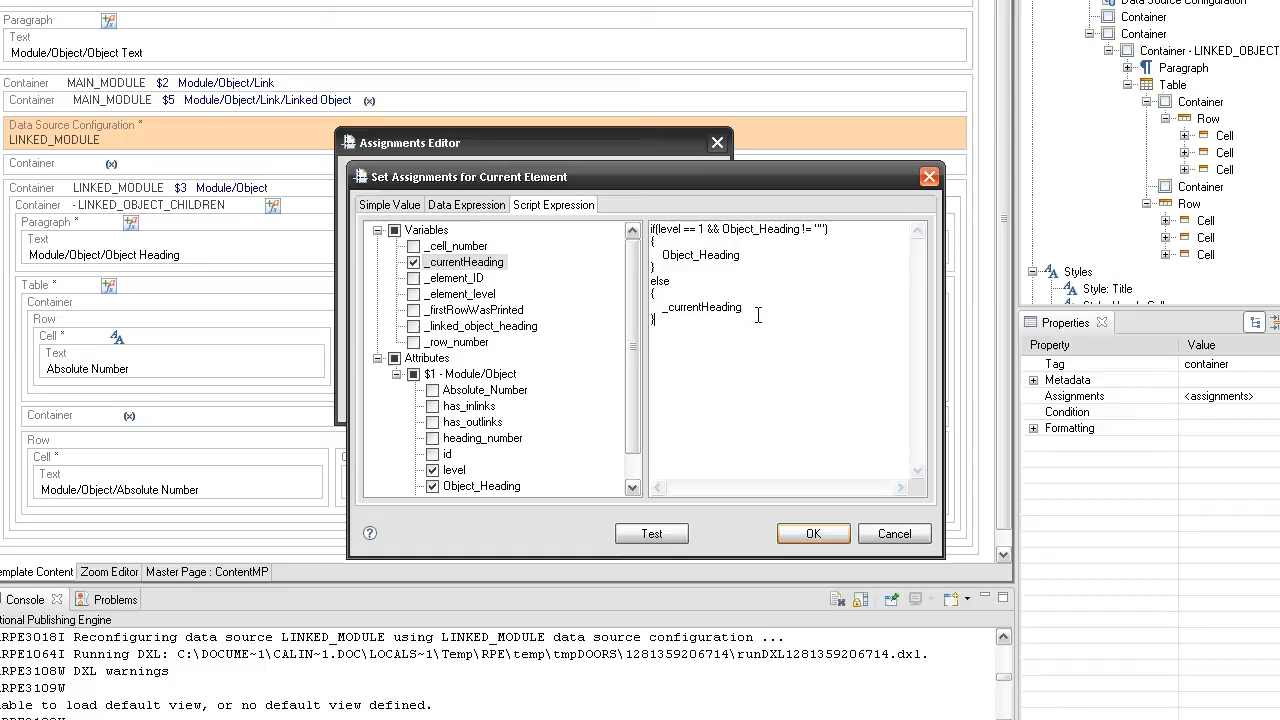 Paragraph
Text
Module/Object/Object Text
Container MAIN_MODULE $2 Module/Object/Link
Container MAIN_MODULE $5 Module/Object/Link/Linked Object (x)
Data Source Configuration *
LINKED_MODULE
Container (x)
Container LINKED_MODULE $3
Container - LINKED_OBJECT_CHILDREN
Paragraph *
Text
Module/Object/Object Heading
Table *
Container
Row
Cell *
Text
Absolute Number
Container (x)
Row
Cell *
Text
Module/Object/Absolute Number
Assignments Editor
Set Assignments for Current Element
Simple Value Data Expression Script Expression
Variables
_cell_number
_currentHeading
_element_ID
_element_level
_firstRowWasPrinted
_linked_object_heading
_row_number
Attributes
$1 - Module/Object
Absolute_Number
has_inlinks
has_outlinks
heading_number
id
level
Object_Heading
if(level == 1 && Object_Heading != "")
{
Object_Heading
}
else
{
_currentHeading
}
? Test OK Cancel
Data Source Configuration
Container
Container
Container - LINKED_OBJECT
Paragraph
Table
Container
Row
Cell
Cell
Cell
Container
Row
Cell
Cell
Cell
Styles
Style: Title
Properties
Property Value
Tag container
Metadata
Assignments <assignments>
Condition
Formatting
emplate Content Zoom Editor Master Page : ContentMP
Console Problems
tional Publishing Engine
RPE3018I Reconfiguring data source LINKED_MODULE using LINKED_MODULE data source configuration ...
RPE1064I Running DXL: C:\DOCUME~1\CALIV~1.DOC\LOCALS~1\Temp\RPE\temp\tmpDOORS\1281359206714\runDXL1281359206714.dxl.
RPE3108W DXL warnings
RPE3109W
able to load default view, or no default view defined.